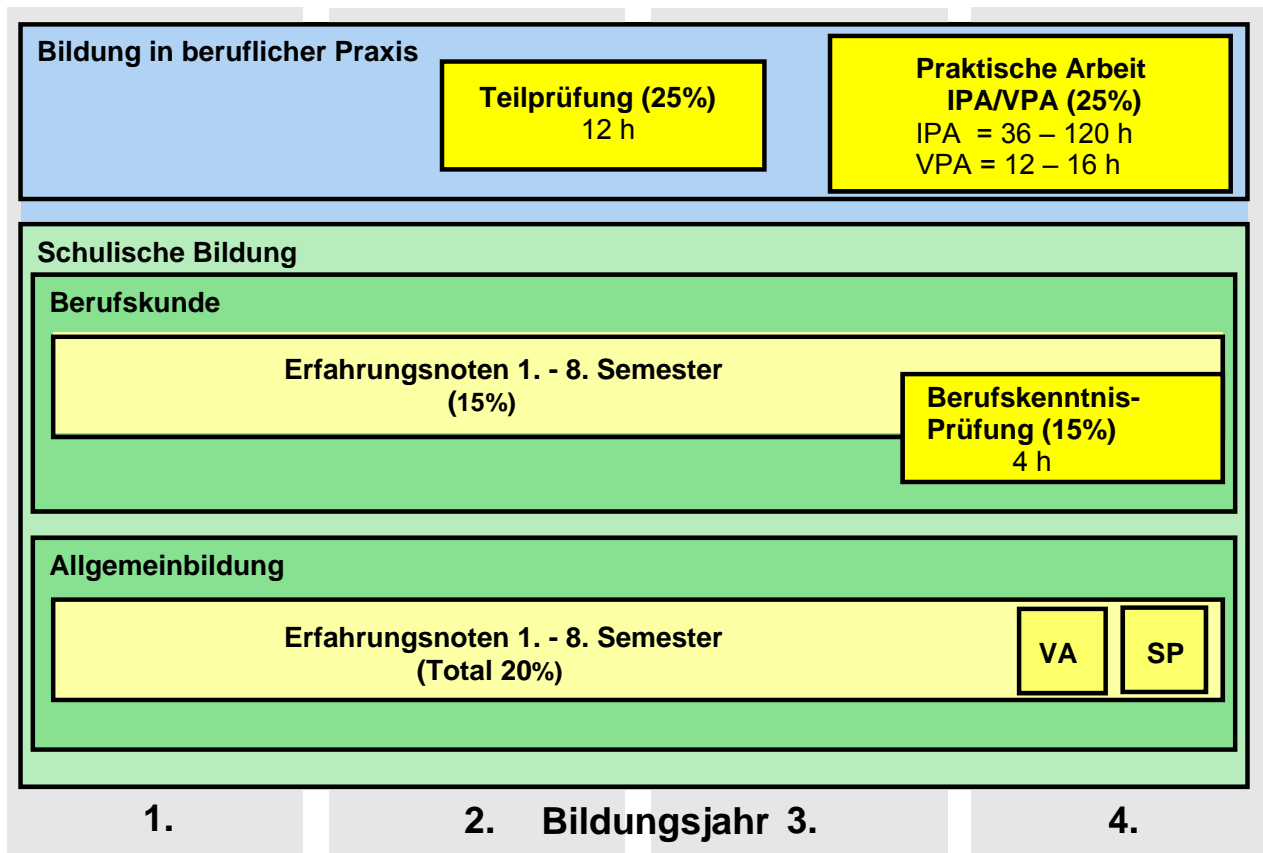 Bildung in beruflicher Praxis
Teilprüfung (25%)
12 h
Praktische Arbeit
IPA/VPA (25%)
IPA = 36 – 120 h
VPA = 12 – 16 h
Schulische Bildung
Berufskunde
Erfahrungsnoten 1. - 8. Semester
(15%)
Berufskenntnis-
Prüfung (15%)
4 h
Allgemeinbildung
Erfahrungsnoten 1. - 8. Semester
(Total 20%)
VA
SP
1. 2. Bildungsjahr 3. 4.